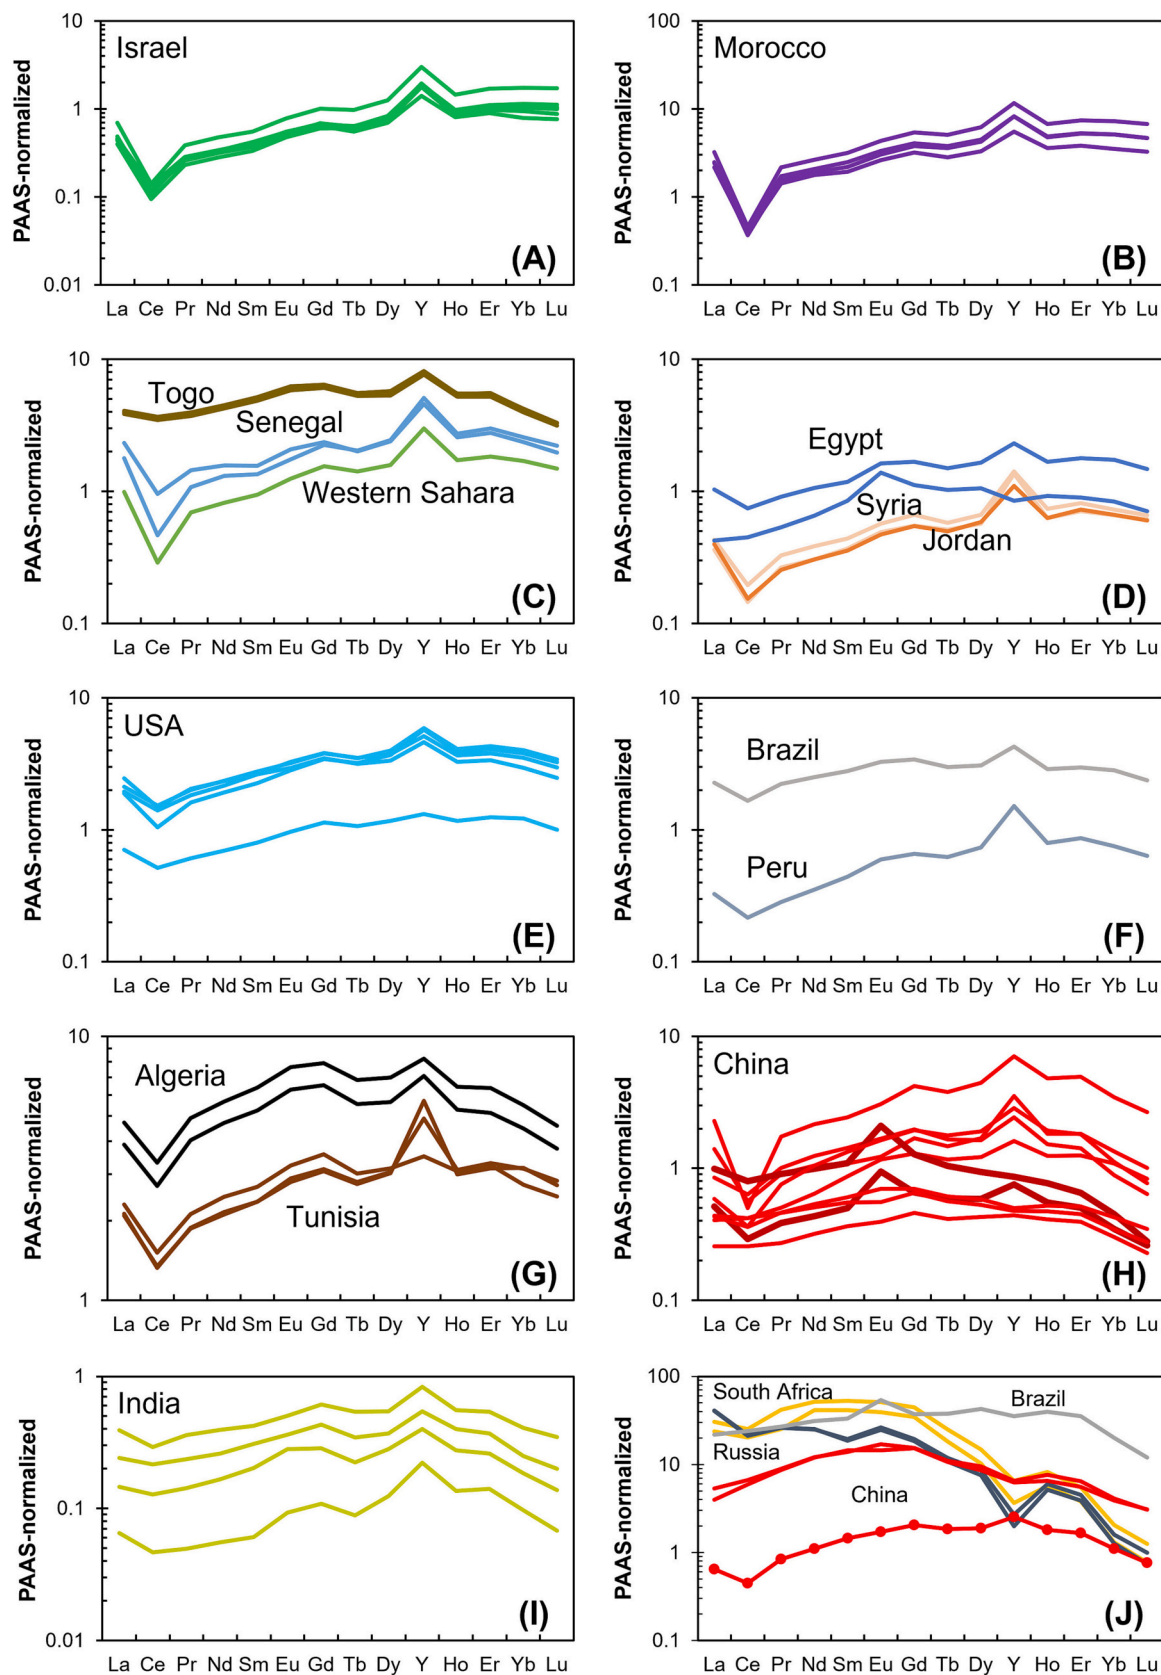 10
1
0.1
0.01
PAAS-normalized
Israel
(A)
La Ce Pr Nd Sm Eu Gd Tb Dy Y Ho Er Yb Lu
100
10
1
0.1
PAAS-normalized
Morocco
(B)
La Ce Pr Nd Sm Eu Gd Tb Dy Y Ho Er Yb Lu
10
1
0.1
PAAS-normalized
Togo
Senegal
Western Sahara
(C)
La Ce Pr Nd Sm Eu Gd Tb Dy Y Ho Er Yb Lu
10
1
0.1
PAAS-normalized
Egypt
Syria
Jordan
(D)
La Ce Pr Nd Sm Eu Gd Tb Dy Y Ho Er Yb Lu
10
1
0.1
PAAS-normalized
USA
(E)
La Ce Pr Nd Sm Eu Gd Tb Dy Y Ho Er Yb Lu
10
1
0.1
PAAS-normalized
Brazil
Peru
(F)
La Ce Pr Nd Sm Eu Gd Tb Dy Y Ho Er Yb Lu
10
1
PAAS-normalized
Algeria
Tunisia
(G)
La Ce Pr Nd Sm Eu Gd Tb Dy Y Ho Er Yb Lu
10
1
0.1
PAAS-normalized
China
(H)
La Ce Pr Nd Sm Eu Gd Tb Dy Y Ho Er Yb Lu
1
0.1
0.01
PAAS-normalized
India
(I)
La Ce Pr Nd Sm Eu Gd Tb Dy Y Ho Er Yb Lu
100
10
1
0.1
PAAS-normalized
South Africa
Brazil
Russia
China
(J)
La Ce Pr Nd Sm Eu Gd Tb Dy Y Ho Er Yb Lu